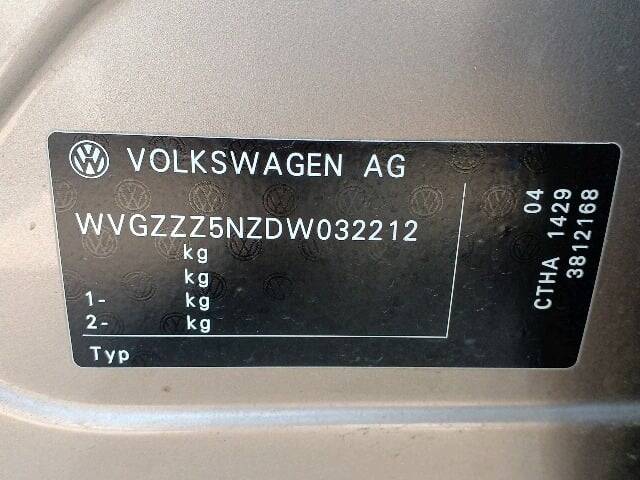 VOLKSWAGEN AG
WVGZZZ5NZDW032212
kg
kg
1- kg
2- kg
Typ
04
CTHA 1429
3812168